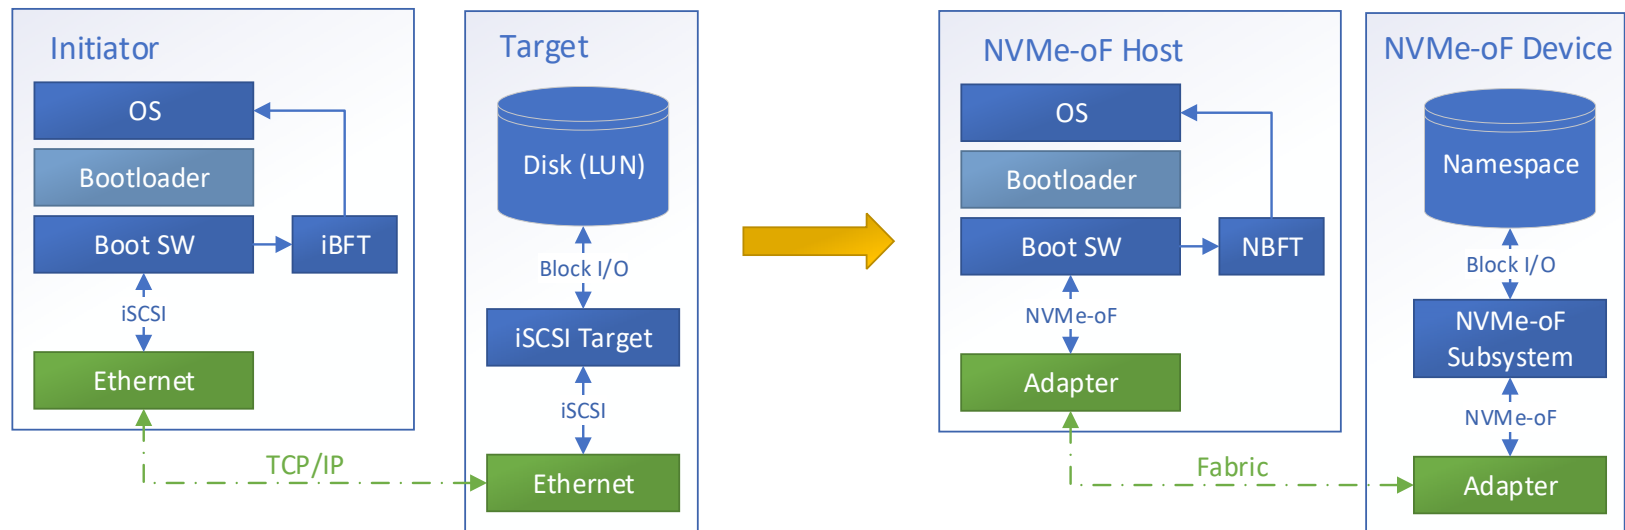 Initiator
OS
Bootloader
Boot SW
iBFT
iSCSI
Ethernet
TCP/IP
Target
Disk (LUN)
Block I/O
iSCSI Target
iSCSI
Ethernet
NVMe-oF Host
OS
Bootloader
Boot SW
NBFT
NVMe-oF
Adapter
Fabric
NVMe-oF Device
Namespace
Block I/O
NVMe-oF
Subsystem
NVMe-oF
Adapter